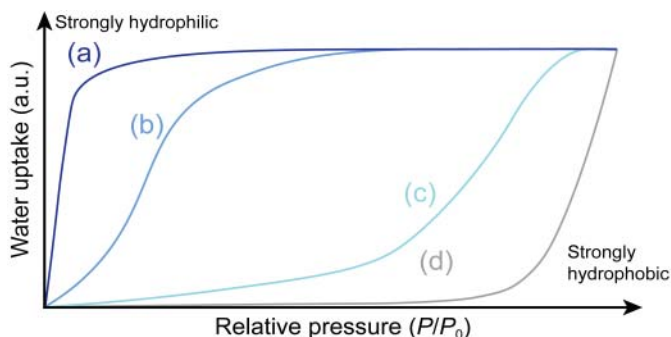 Strongly hydrophilic
(a)
(b)
(c)
(d)
Strongly
hydrophobic
Water uptake (a.u.)
Relative pressure (P/P₀)